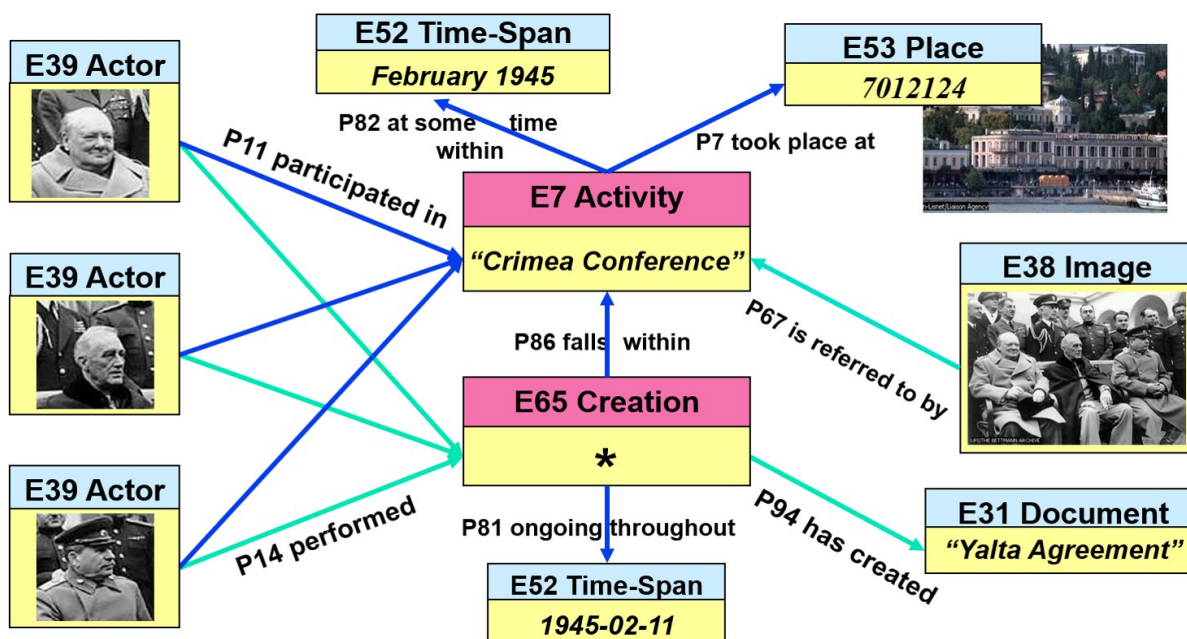 E52 Time-Span
February 1945
E53 Place
7012124
E39 Actor
P82 at some time
within
P7 took place at
P11 participated in
E7 Activity
“Crimea Conference”
E39 Actor
E38 Image
P67 is referred to by
P86 falls within
E65 Creation
*
E39 Actor
P14 performed
P81 ongoing throughout
P94 has created
E31 Document
“Yalta Agreement”
E52 Time-Span
1945-02-11